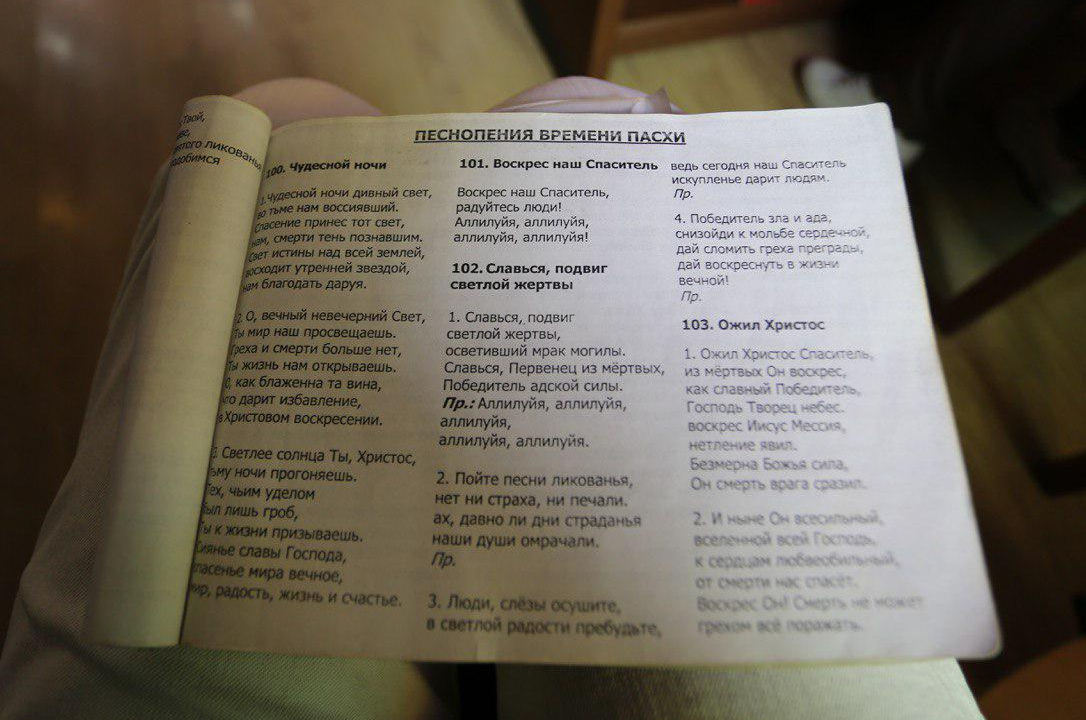 Твой,
ятого ликованья
ПЕСНОПЕНИЯ ВРЕМЕНИ ПАСХИ
100. Чудесной ночи
1. Чудесной ночи дивный свет,
во тьме нам воссиявший.
Спасение принес тот свет,
нам, смерти тень познавшим.
Свет истины над всей землей,
восходит утренней звездой,
нам благодать даруя.
2. О, вечный невечерний Свет,
Ты мир наш просвещаешь.
Греха и смерти больше нет,
Ты жизнь нам открываешь.
О, как блаженна та вина,
что дарит избавление,
в Христовом воскресении.
3. Светлее солнца Ты, Христос,
тьму ночи прогоняешь.
Тех, чьим уделом
был лишь гроб,
Ты к жизни призываешь.
Сиянье славы Господа,
спасенье мира вечное,
мир, радость, жизнь и счастье.
101. Воскрес наш Спаситель
Воскрес наш Спаситель,
радуйтесь люди!
Аллилуйя, аллилуйя,
аллилуйя, аллилуйя!
102. Славься, подвиг
светлой жертвы
1. Славься, подвиг
светлой жертвы,
осветивший мрак могилы.
Славься, Первенец из мёртвых,
Победитель адской силы.
Пр.: Аллилуйя, аллилуйя,
аллилуйя,
аллилуйя, аллилуйя.
2. Пойте песни ликованья,
нет ни страха, ни печали.
ах, давно ли дни страданья
наши души омрачали.
Пр.
3. Люди, слёзы осушите,
в светлой радости пребудьте,
ведь сегодня наш Спаситель
искупленье дарит людям.
Пр.
4. Победитель зла и ада,
снизойди к мольбе сердечной,
дай сломить греха преграды,
дай воскреснуть в жизни
вечной!
Пр.
103. Ожил Христос
1. Ожил Христос Спаситель,
из мёртвых Он воскрес,
как славный Победитель,
Господь Творец небес.
воскрес Иисус Мессия,
нетление явил.
Безмерна Божья сила,
Он смерть врага сразил.
2. И ныне Он всесильный,
вселенной всей Господь,
к сердцам любвеобильный,
от смерти нас спасёт.
Воскрес Он! Смерть не может
грехом всё поражать.